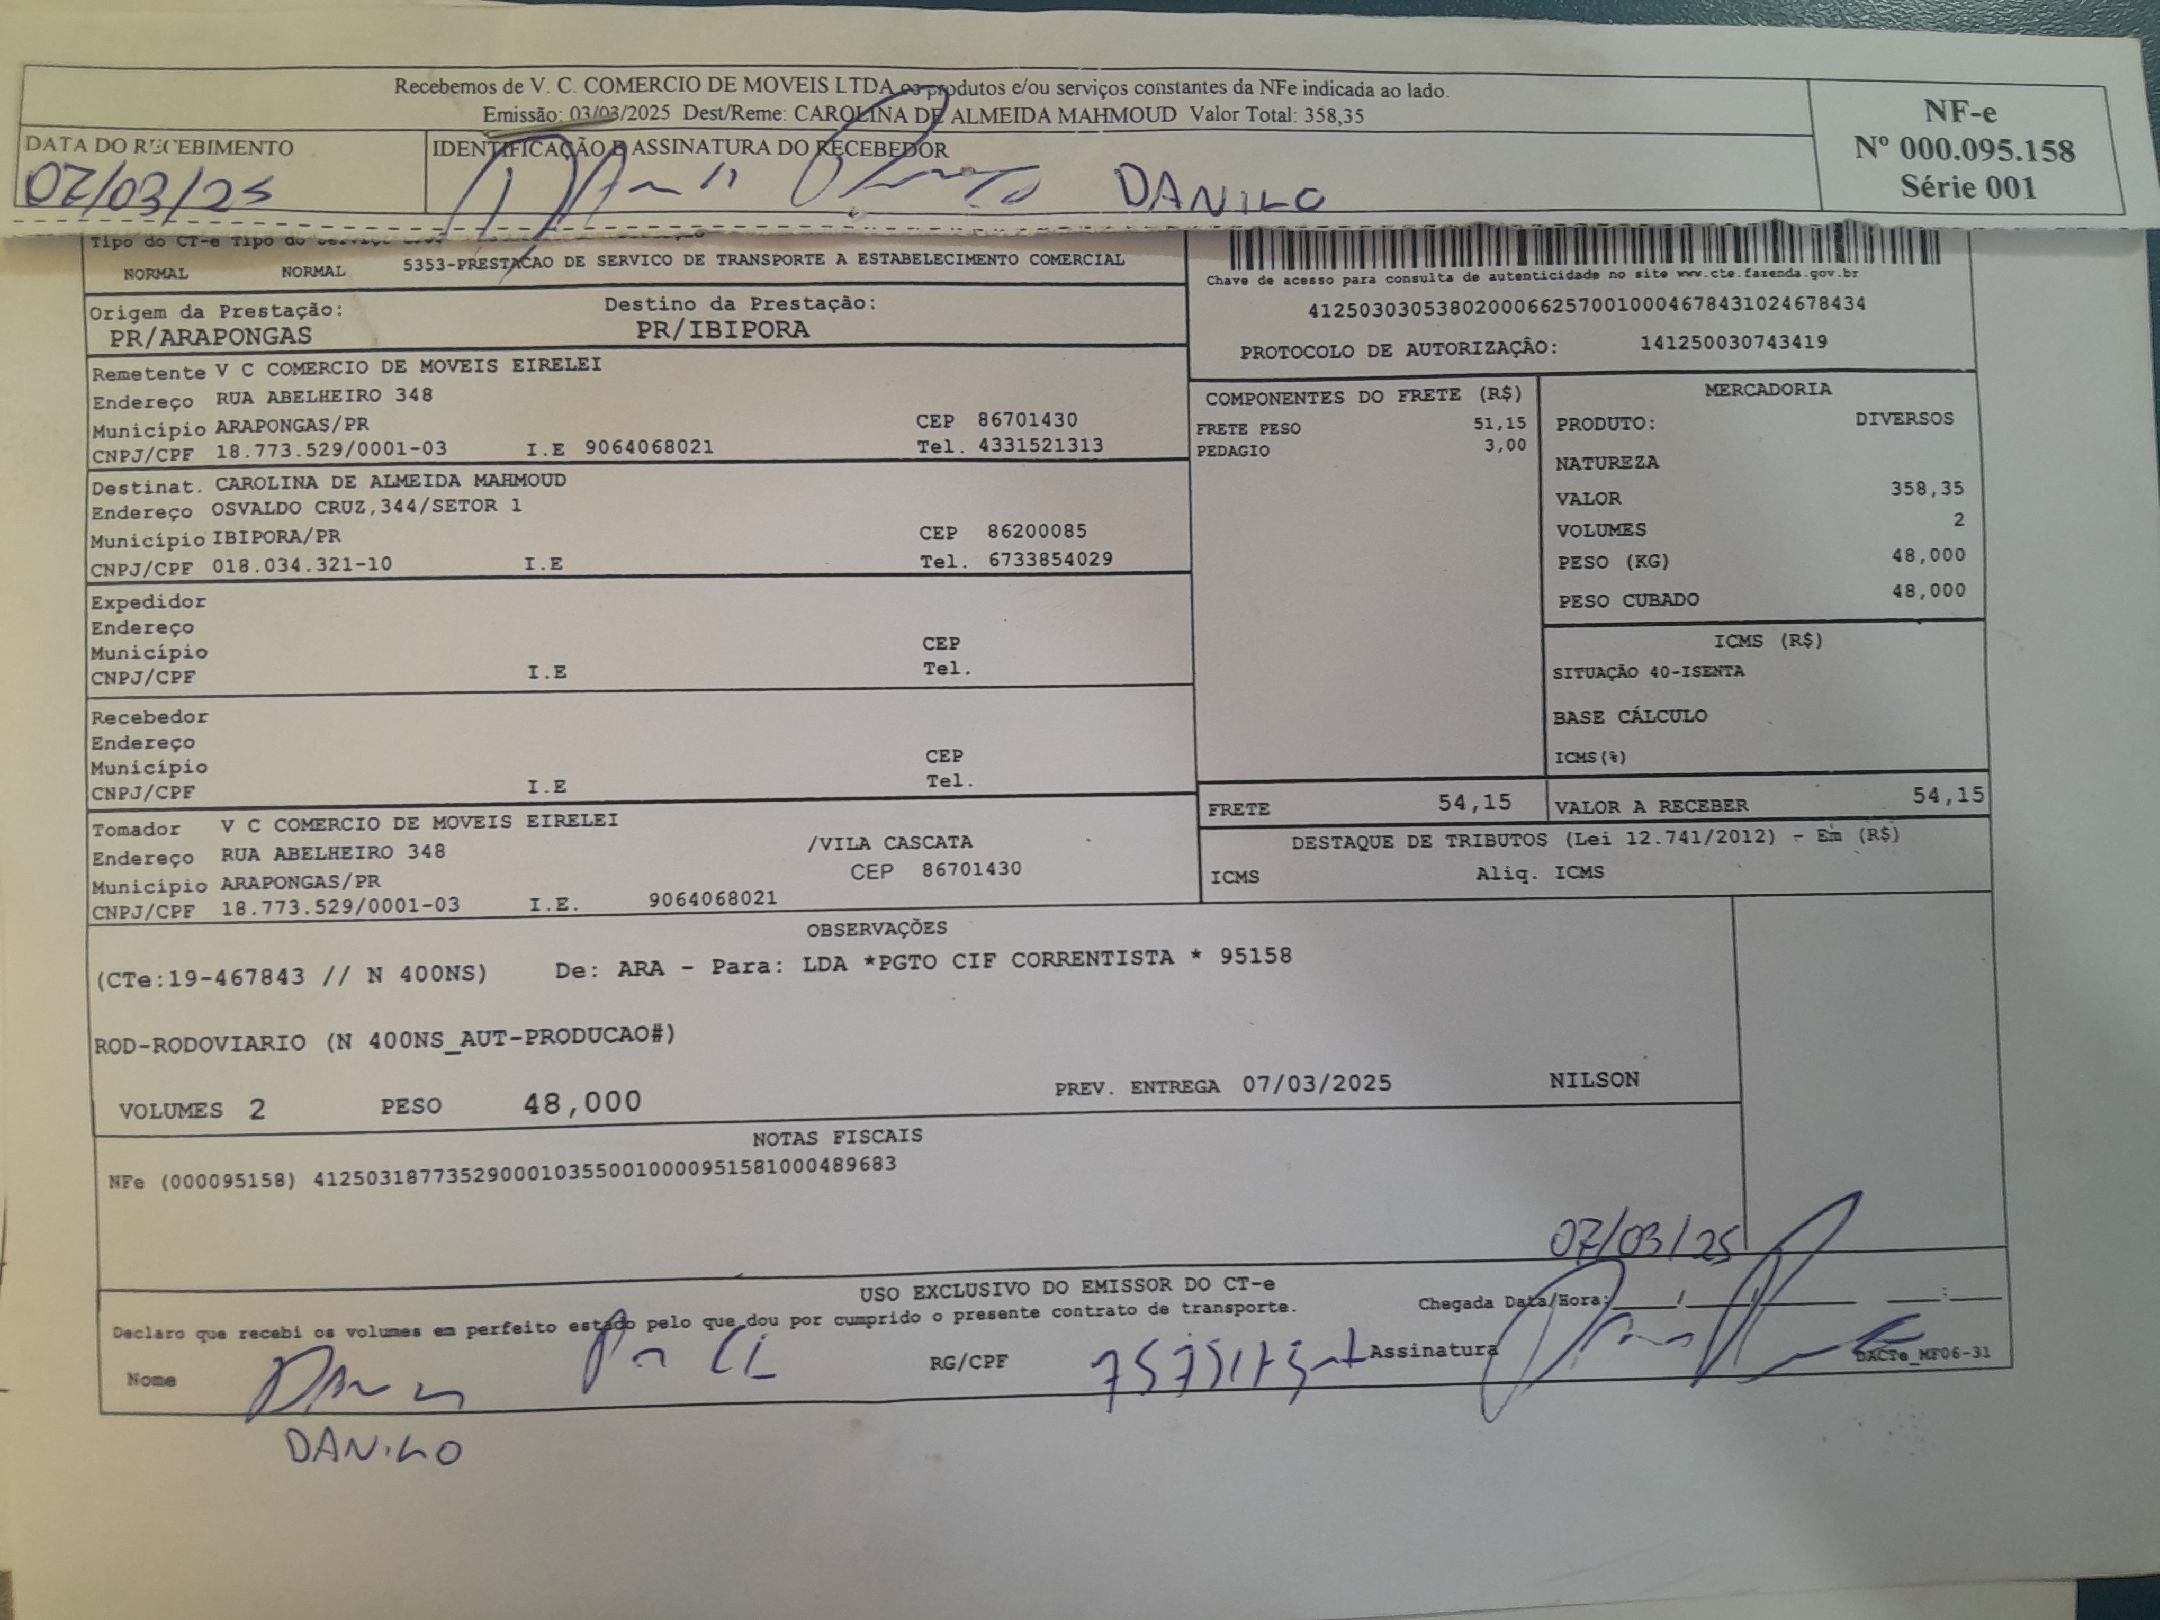 Recebemos de V. C. COMERCIO DE MOVEIS LTDA os produtos e/ou serviços constantes da NFe indicada ao lado.
Emissão: 03/03/2025 Dest/Reme: CAROLINA DE ALMEIDA MAHMOUD Valor Total: 358,35
NF-e
Nº 000.095.158
Série 001
DATA DO RECEBIMENTO
07/03/25
IDENTIFICAÇÃO E ASSINATURA DO RECEBEDOR
DANILO
Tipo do CT-e Tipo do
NORMAL NORMAL 5353-PRESTACAO DE SERVICO DE TRANSPORTE A ESTABELECIMENTO COMERCIAL
Chave de acesso para consulta de autenticidade no site www.cte.fazenda.gov.br
41250303053802000662570010004678431024678434
PROTOCOLO DE AUTORIZAÇÂO: 141250030743419
Origem da Prestação: Destino da Prestação:
PR/ARAPONGAS PR/IBIPORA
Remetente V C COMERCIO DE MOVEIS EIRELEI
Endereço RUA ABELHEIRO 348
Município ARAPONGAS/PR CEP 86701430
CNPJ/CPF 18.773.529/0001-03 I.E 9064068021 Tel. 4331521313
Destinat. CAROLINA DE ALMEIDA MAHMOUD
Endereço OSVALDO CRUZ,344/SETOR 1
Município IBIPORA/PR CEP 86200085
CNPJ/CPF 018.034.321-10 I.E Tel. 6733854029
Expedidor
Endereço
Município CEP
CNPJ/CPF I.E Tel.
Recebedor
Endereço
Município CEP
CNPJ/CPF I.E Tel.
Tomador V C COMERCIO DE MOVEIS EIRELEI
Endereço RUA ABELHEIRO 348 /VILA CASCATA
Município ARAPONGAS/PR CEP 86701430
CNPJ/CPF 18.773.529/0001-03 I.E. 9064068021
COMPONENTES DO FRETE (R$)
FRETE PESO 51,15
PEDAGIO 3,00
MERCADORIA
PRODUTO: DIVERSOS
NATUREZA
VALOR 358,35
VOLUMES 2
PESO (KG) 48,000
PESO CUBADO 48,000
ICMS (R$)
SITUAÇÃO 40-ISENTA
BASE CÁLCULO
ICMS(%)
FRETE 54,15 VALOR A RECEBER 54,15
DESTAQUE DE TRIBUTOS (Lei 12.741/2012) - Em (R$)
ICMS Aliq. ICMS
OBSERVAÇÕES
(CTe:19-467843 // N 400NS) De: ARA - Para: LDA *PGTO CIF CORRENTISTA * 95158
ROD-RODOVIARIO (N 400NS_AUT-PRODUCAO#)
VOLUMES 2 PESO 48,000 PREV. ENTREGA 07/03/2025 NILSON
NOTAS FISCAIS
NFe (000095158) 41250318773529000103550010000951581000489683
07/03/25
USO EXCLUSIVO DO EMISSOR DO CT-e
Declaro que recebi os volumes em perfeito estado pelo que dou por cumprido o presente contrato de transporte. Chegada Data/Hora:___/___/___ ___:___
Nome RG/CPF Assinatura DACTe_MF06-31
DANILO